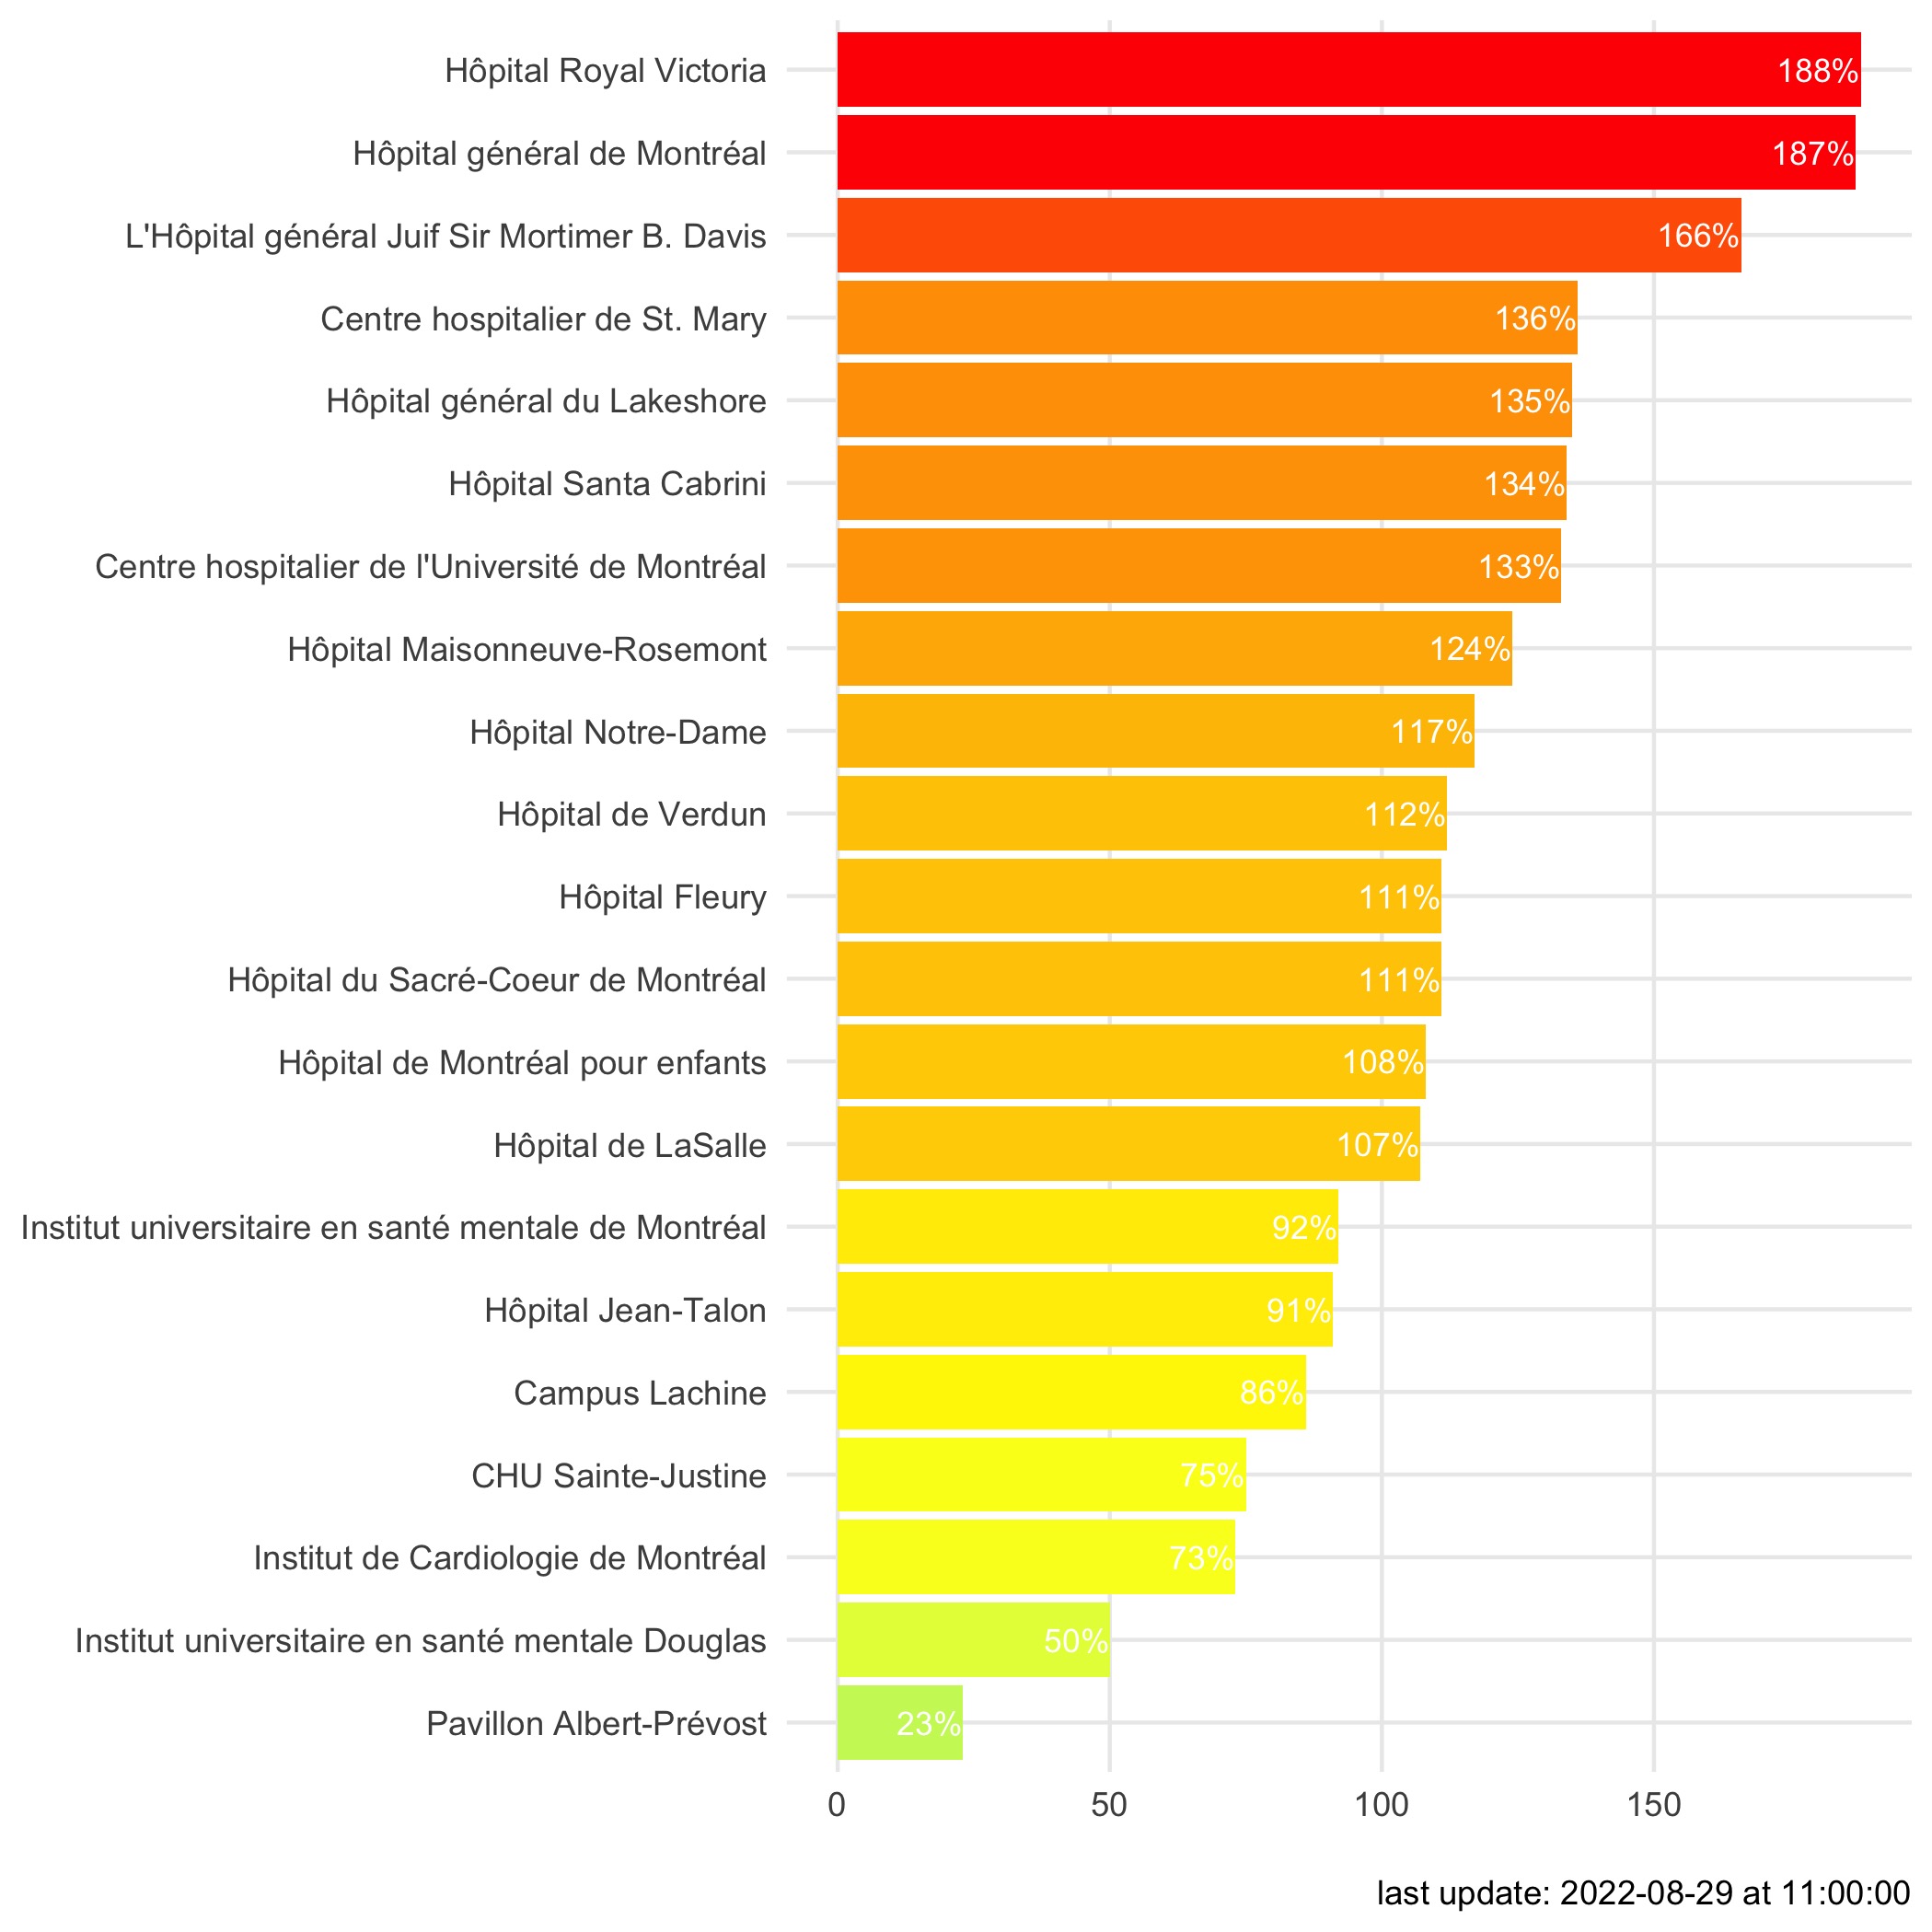 Hôpital Royal Victoria 188%
Hôpital général de Montréal 187%
L'Hôpital général Juif Sir Mortimer B. Davis 166%
Centre hospitalier de St. Mary 136%
Hôpital général du Lakeshore 135%
Hôpital Santa Cabrini 134%
Centre hospitalier de l'Université de Montréal 133%
Hôpital Maisonneuve-Rosemont 124%
Hôpital Notre-Dame 117%
Hôpital de Verdun 112%
Hôpital Fleury 111%
Hôpital du Sacré-Coeur de Montréal 111%
Hôpital de Montréal pour enfants 108%
Hôpital de LaSalle 107%
Institut universitaire en santé mentale de Montréal 92%
Hôpital Jean-Talon 91%
Campus Lachine 86%
CHU Sainte-Justine 75%
Institut de Cardiologie de Montréal 73%
Institut universitaire en santé mentale Douglas 50%
Pavillon Albert-Prévost 23%
0 50 100 150
last update: 2022-08-29 at 11:00:00